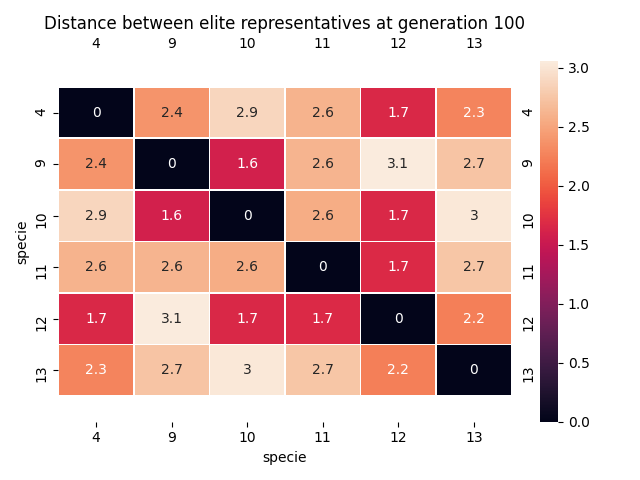 Distance between elite representatives at generation 100
4 9 10 11 12 13
4 0 2.4 2.9 2.6 1.7 2.3 4
9 2.4 0 1.6 2.6 3.1 2.7 9
10 2.9 1.6 0 2.6 1.7 3 10
11 2.6 2.6 2.6 0 1.7 2.7 11
12 1.7 3.1 1.7 1.7 0 2.2 12
13 2.3 2.7 3 2.7 2.2 0 13
4 9 10 11 12 13
specie
specie
3.0
2.5
2.0
1.5
1.0
0.5
0.0